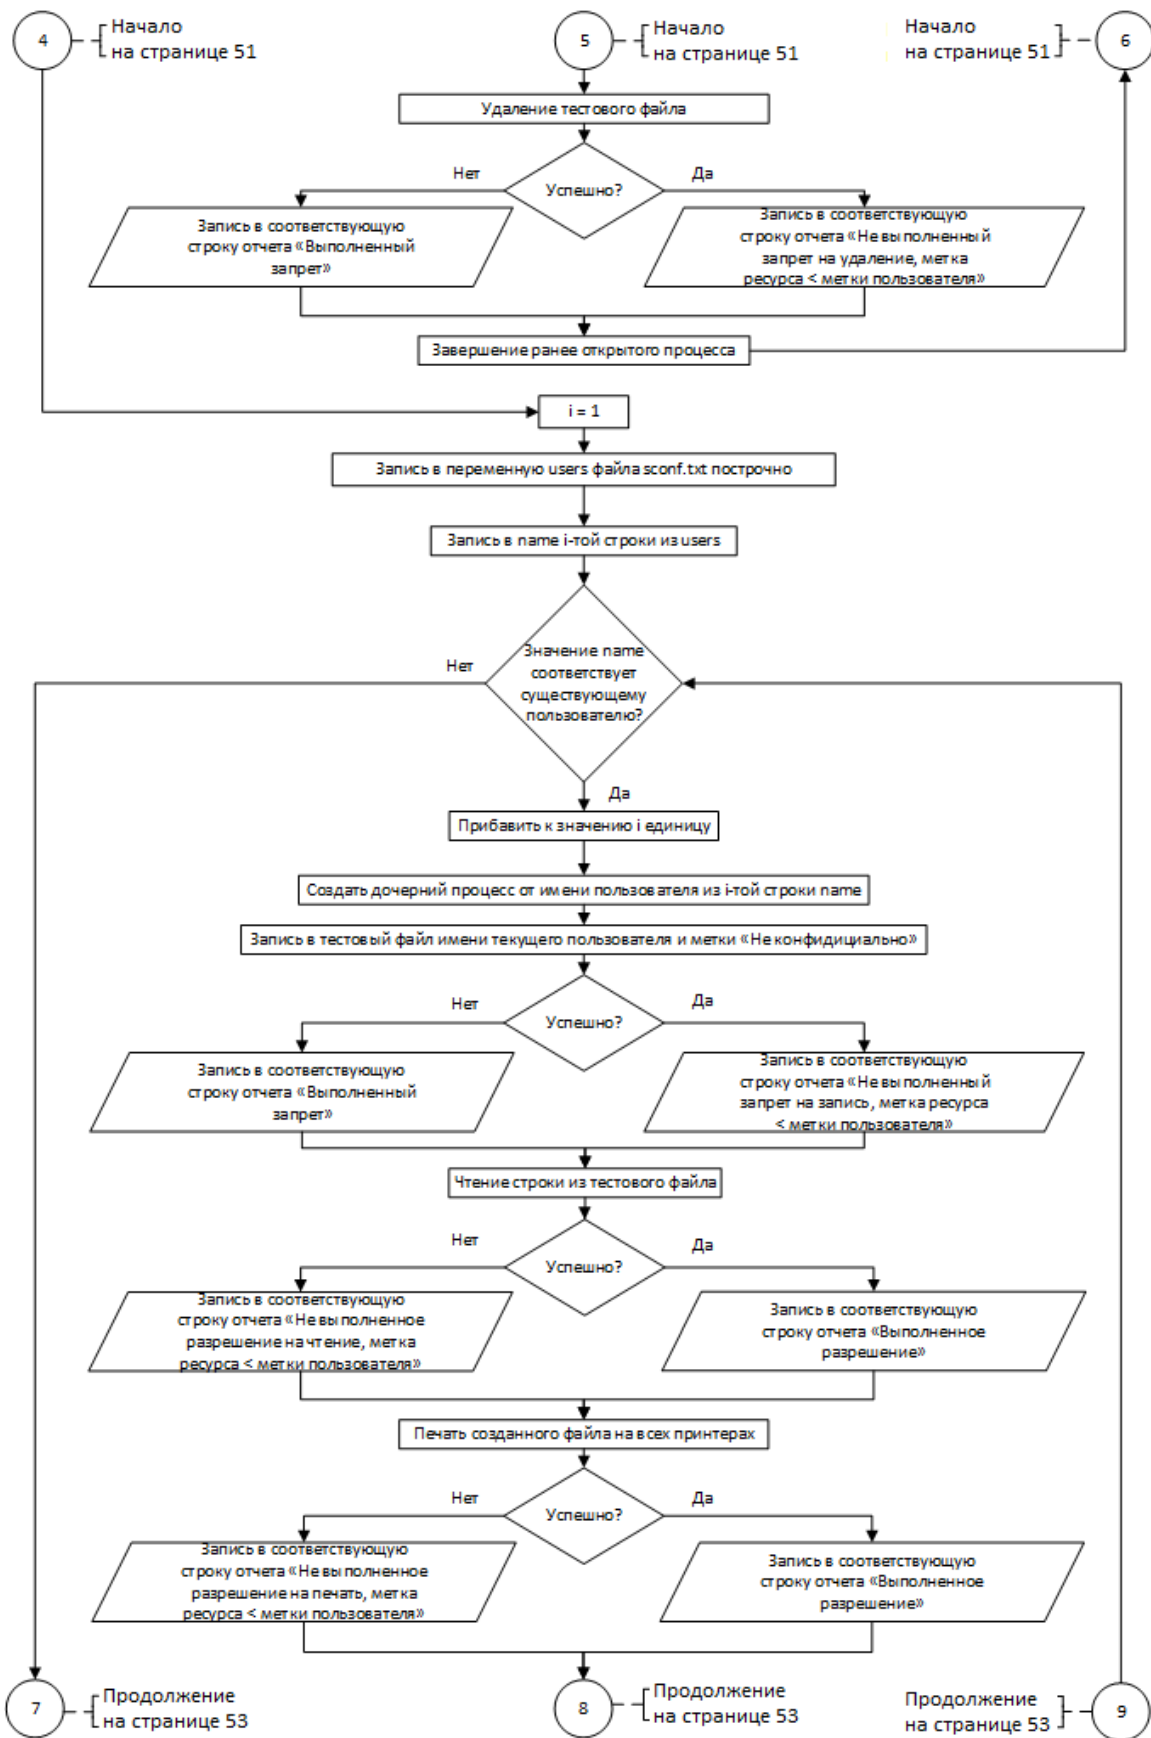 4
Начало
на странице 51
5
Начало
на странице 51
Начало
на странице 51
6
Удаление тестового файла
Успешно?
Нет
Да
Запись в соответствующую
строку отчета «Выполненный
запрет»
Запись в соответствующую
строку отчета «Не выполненный
запрет на удаление, метка
ресурса < метки пользователя»
Завершение ранее открытого процесса
i = 1
Запись в переменную users файла sconf.txt построчно
Запись в name i-той строки из users
Значение name
соответствует
существующему
пользователю?
Нет
Да
Прибавить к значению i единицу
Создать дочерний процесс от имени пользователя из i-той строки name
Запись в тестовый файл имени текущего пользователя и метки «Не конфидициально»
Успешно?
Нет
Да
Запись в соответствующую
строку отчета «Выполненный
запрет»
Запись в соответствующую
строку отчета «Не выполненный
запрет на запись, метка ресурса
< метки пользователя»
Чтение строки из тестового файла
Успешно?
Нет
Да
Запись в соответствующую
строку отчета «Не выполненное
разрешение на чтение, метка
ресурса < метки пользователя»
Запись в соответствующую
строку отчета «Выполненное
разрешение»
Печать созданного файла на всех принтерах
Успешно?
Нет
Да
Запись в соответствующую
строку отчета «Не выполненное
разрешение на печать, метка
ресурса < метки пользователя»
Запись в соответствующую
строку отчета «Выполненное
разрешение»
7
Продолжение
на странице 53
8
Продолжение
на странице 53
Продолжение
на странице 53
9